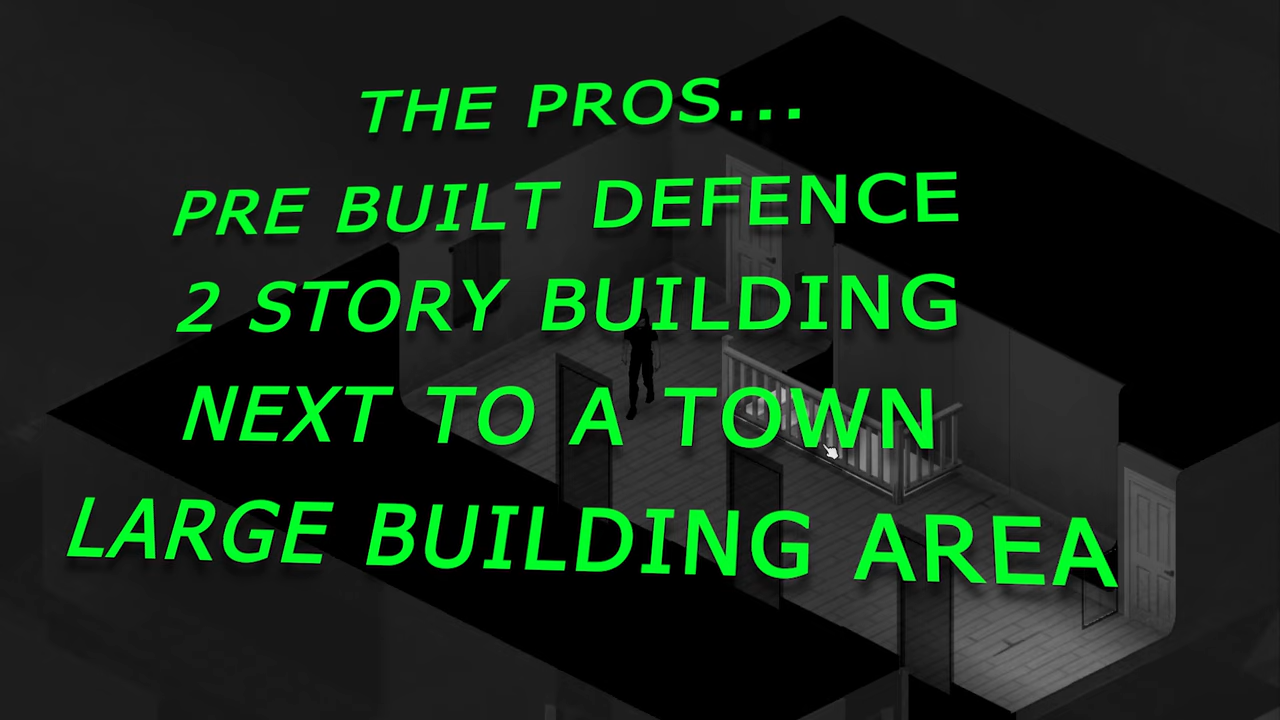 THE PROS...
PRE BUILT DEFENCE
2 STORY BUILDING
NEXT TO A TOWN
LARGE BUILDING AREA